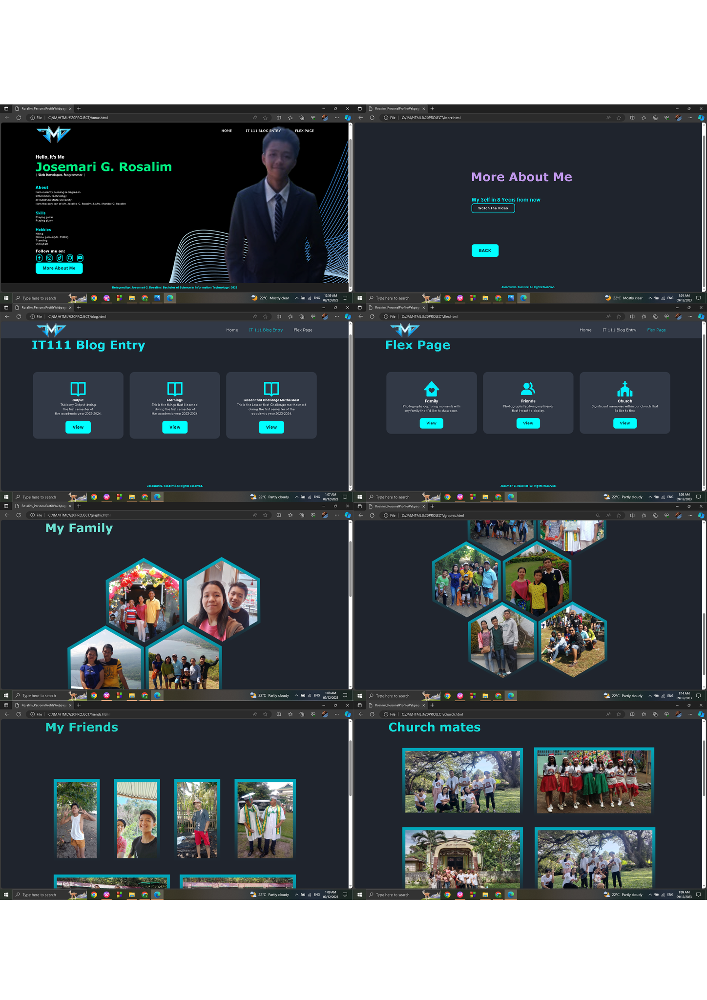 Rosalim_PersonalProfileWebpag
File | C:/JM/HTML%20PROJECT/home.html
JMR
HOME IT 111 BLOG ENTRY FLEX PAGE
Hello, It's Me
Josemari G. Rosalim
| Web Developer, Programmer |
About
I am currenty pursuing a degree in
Information Technology
at Bukidnon State University.
I am the only son of Mr. Joselito C. Rosalim & Mrs. Maridel G. Rosalim
Skills
Playing guitar
Playing piano
Hobbies
Hiking
Online games (ML, PUBG)
Traveling
Volleyball
Follow me on:
More About Me
Deisgned by: Josemari G. Rosalim | Bachelor of Science in Information Technology | 2023
Type here to search
22°C Mostly clear
ENG
12:59 AM
09/12/2023
Rosalim_PersonalProfileWebpag
File | C:/JM/HTML%20PROJECT/more.html
More About Me
My Self in 8 Years from now
Watch the Video
BACK
Josemari G. Rosalim | All Rights Reserved.
Type here to search
22°C Mostly clear
ENG
1:01 AM
09/12/2023
Rosalim_PersonalProfileWebpag
File | C:/JM/HTML%20PROJECT/blog.html
Home IT 111 Blog Entry Flex Page
IT111 Blog Entry
Output
This is my Output during
the first semester of
the academic year 2023-2024.
View
Learnings
This is the things that I learned
during the first semester of
the academic year 2023-2024.
View
Lesson that Challenge Me the Most
This is the Lesson that Challenge me the most
during the first semester of the
academic year 2023-2024.
View
Josemari G. Rosalim | All Rights Reserved.
Type here to search
22°C Partly cloudy
ENG
1:07 AM
09/12/2023
Rosalim_PersonalProfileWebpag
File | C:/JM/HTML%20PROJECT/flex.html
Home IT 111 Blog Entry Flex Page
Flex Page
Family
Photographs capturing moments with
my family that I'd like to showcase.
View
Friends
Photographs featuring my friends
that I want to display.
View
Church
Significant memories within our church that
I'd like to flex.
View
Josemari G. Rosalim | All Rights Reserved.
Type here to search
22°C Partly cloudy
ENG
1:08 AM
09/12/2023
Rosalim_PersonalProfileWebpag
File | C:/JM/HTML%20PROJECT/graphic.html
My Family
Type here to search
22°C Partly cloudy
ENG
1:08 AM
09/12/2023
Rosalim_PersonalProfileWebpag
File | C:/JM/HTML%20PROJECT/graphic.html
Type here to search
22°C Partly cloudy
ENG
1:14 AM
09/12/2023
Rosalim_PersonalProfileWebpag
File | C:/JM/HTML%20PROJECT/friends.html
My Friends
Type here to search
22°C Partly cloudy
ENG
1:09 AM
09/12/2023
Rosalim_PersonalProfileWebpag
File | C:/JM/HTML%20PROJECT/church.html
Church mates
Type here to search
22°C Partly cloudy
ENG
1:09 AM
09/12/2023